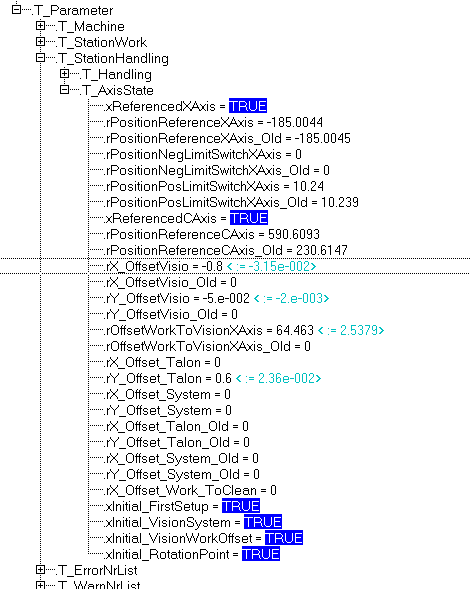 .T_Parameter
.T_Machine
.T_StationWork
.T_StationHandling
.T_Handling
.T_AxisState
.xReferencedXAxis = TRUE
.rPositionReferenceXAxis = -185.0044
.rPositionReferenceXAxis_Old = -185.0045
.rPositionNegLimitSwitchXAxis = 0
.rPositionNegLimitSwitchXAxis_Old = 0
.rPositionPosLimitSwitchXAxis = 10.24
.rPositionPosLimitSwitchXAxis_Old = 10.239
.xReferencedCAxis = TRUE
.rPositionReferenceCAxis = 590.6093
.rPositionReferenceCAxis_Old = 230.6147
.rX_OffsetVisio = -0.8 < := -3.15e-002>
.rX_OffsetVisio_Old = 0
.rY_OffsetVisio = -5.e-002 < := -2.e-003>
.rY_OffsetVisio_Old = 0
.rOffsetWorkToVisionXAxis = 64.463 < := 2.5379>
.rOffsetWorkToVisionXAxis_Old = 0
.rX_Offset_Talon = 0
.rY_Offset_Talon = 0.6 < := 2.36e-002>
.rX_Offset_System = 0
.rY_Offset_System = 0
.rX_Offset_Talon_Old = 0
.rY_Offset_Talon_Old = 0
.rX_Offset_System_Old = 0
.rY_Offset_System_Old = 0
.rX_Offset_Work_ToClean = 0
.xInitial_FirstSetup = TRUE
.xInitial_VisionSystem = TRUE
.xInitial_VisionWorkOffset = TRUE
.xInitial_RotationPoint = TRUE
.T_ErrorNrList
.T_WarnNrList